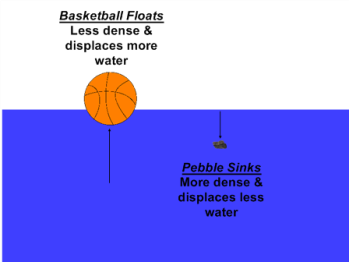 Basketball Floats
Less dense &
displaces more
water
Pebble Sinks
More dense &
displaces less
water